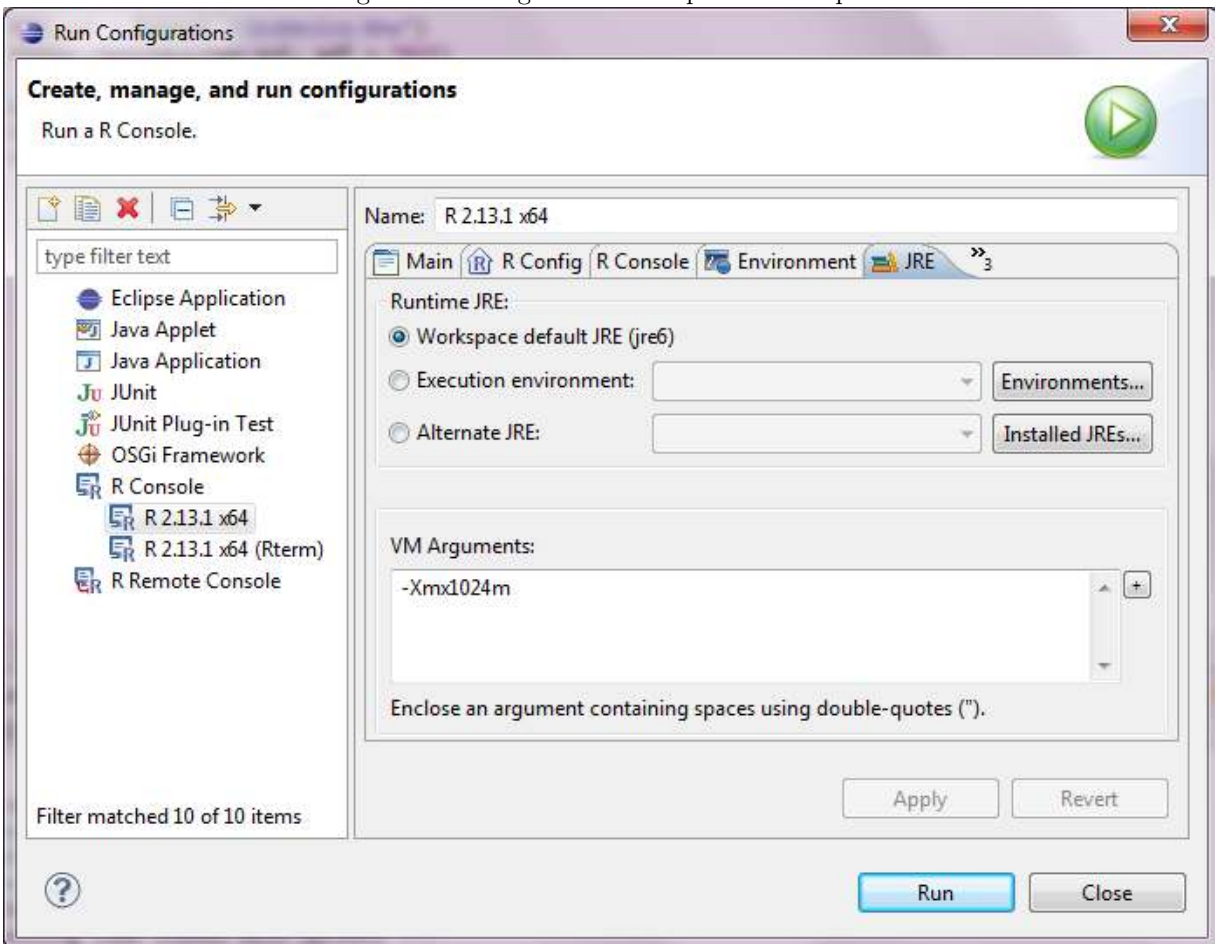 Run Configurations
Create, manage, and run configurations
Run a R Console.
type filter text
Eclipse Application
Java Applet
Java Application
JUnit
JUnit Plug-in Test
OSGi Framework
R Console
R 2.13.1 x64
R 2.13.1 x64 (Rterm)
R Remote Console
Filter matched 10 of 10 items
Name: R 2.13.1 x64
Main R Config R Console Environment JRE »3
Runtime JRE:
Workspace default JRE (jre6)
Execution environment: Environments...
Alternate JRE: Installed JREs...
VM Arguments:
-Xmx1024m
Enclose an argument containing spaces using double-quotes (").
Apply Revert
Run Close